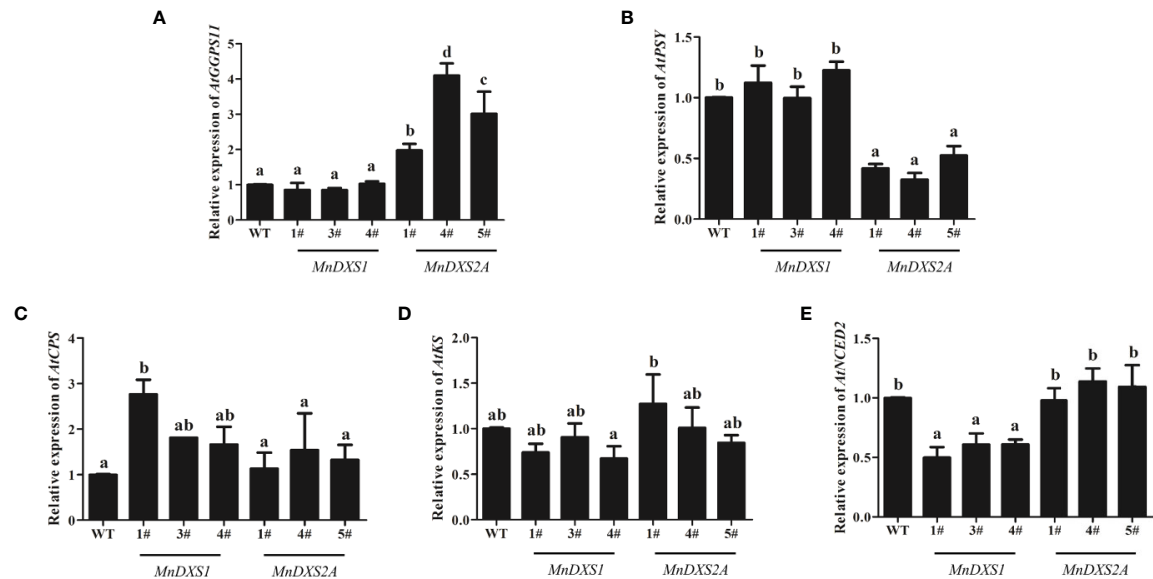 A
Relative expression of AtGGPS11
5
4
3
2
1
0
a
a
a
a
b
d
c
WT 1# 3# 4# 1# 4# 5#
MnDXS1 MnDXS2A
B
Relative expression of AtPSY
1.5
1.0
0.5
0.0
b
b
b
b
a
a
a
WT 1# 3# 4# 1# 4# 5#
MnDXS1 MnDXS2A
C
Relative expression of AtCPS
4
3
2
1
0
a
b
ab
ab
a
a
a
WT 1# 3# 4# 1# 4# 5#
MnDXS1 MnDXS2A
D
Relative expression of AtKS
2.0
1.5
1.0
0.5
0.0
ab
ab
ab
a
b
ab
ab
WT 1# 3# 4# 1# 4# 5#
MnDXS1 MnDXS2A
E
Relative expression of AtNCED2
1.5
1.0
0.5
0.0
b
a
a
a
b
b
b
WT 1# 3# 4# 1# 4# 5#
MnDXS1 MnDXS2A